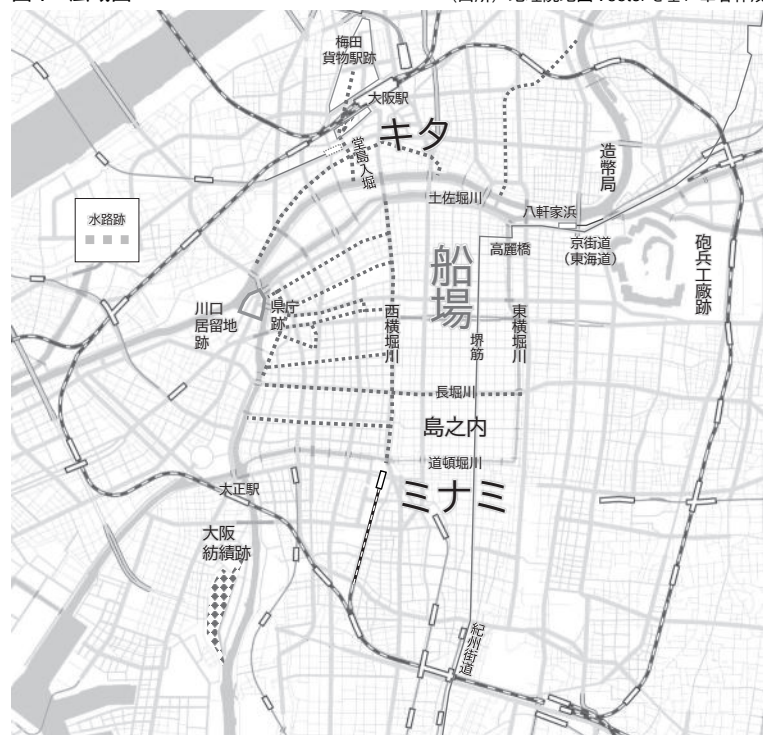 梅田
貨物駅跡
大阪駅
キタ
堂島入堀
造幣局
水路跡
土佐堀川
八軒家浜
高麗橋
京街道
(東海道)
砲兵工廠跡
船場
川口
居留地
跡
県庁
跡
西横堀川
堺筋
東横堀川
長堀川
島之内
道頓堀川
ミナミ
大正駅
大阪
紡績跡
紀州街道